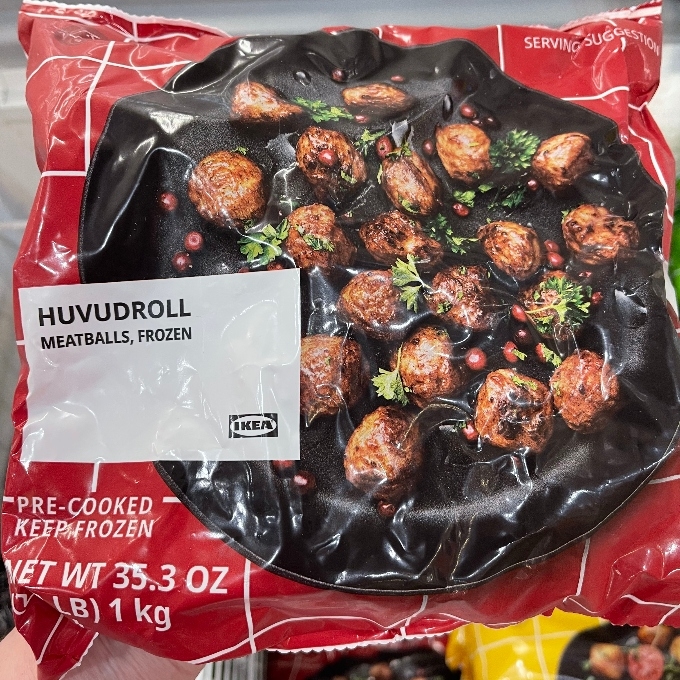 SERVING SUGGESTION
HUVUDROLL
MEATBALLS, FROZEN
IKEA
PRE-COOKED
KEEP FROZEN
NET WT 35.3 OZ
LB) 1 kg